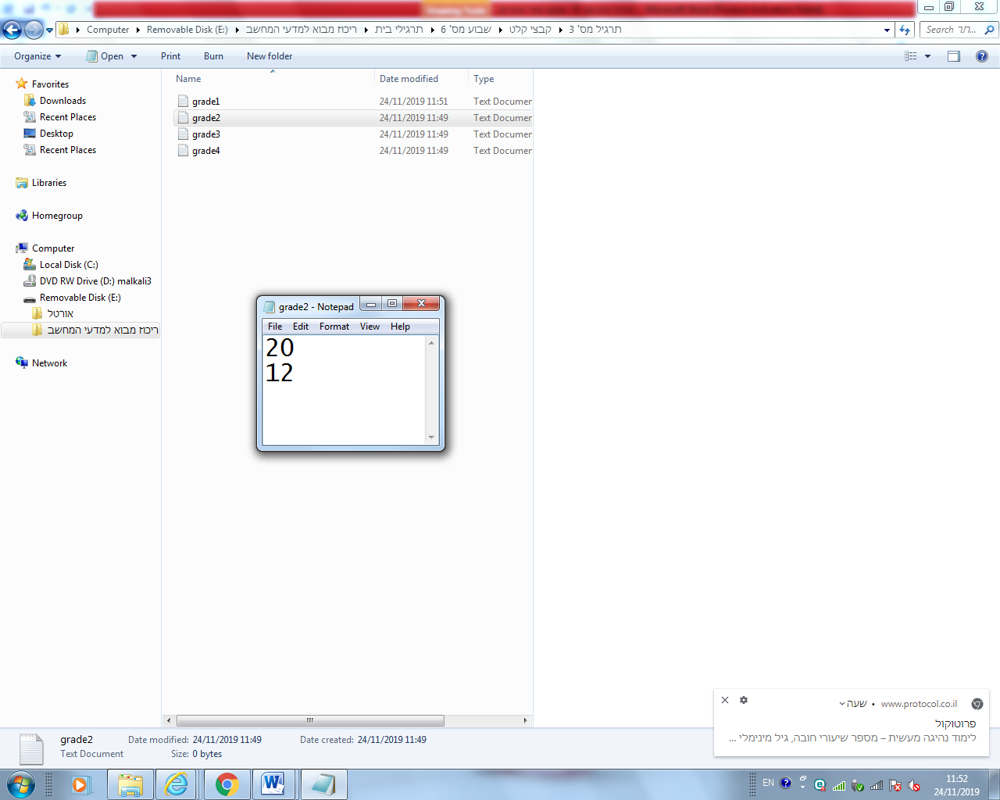 Computer
Removable Disk (E:)
ריכוז מבוא למדעי המחשב
תרגילי בית
שבוע מס' 6
קבצי קלט
תרגיל מס' 3
Search תר...
Organize
Open
Print
Burn
New folder
Favorites
Downloads
Recent Places
Desktop
Recent Places
Libraries
Homegroup
Computer
Local Disk (C:)
DVD RW Drive (D:) malkali3
Removable Disk (E:)
אורטל
ריכוז מבוא למדעי המחשב
Network
Name Date modified Type
grade1 24/11/2019 11:51 Text Documen
grade2 24/11/2019 11:49 Text Documen
grade3 24/11/2019 11:49 Text Documen
grade4 24/11/2019 11:49 Text Documen
grade2 - Notepad
File Edit Format View Help
20
12
www.protocol.co.il • שעה
פרוטוקול
לימוד נהיגה מעשית – מספר שיעורי חובה, גיל מינימלי ...
grade2 Date modified: 24/11/2019 11:49 Date created: 24/11/2019 11:49
Text Document Size: 0 bytes
EN
11:52
24/11/2019